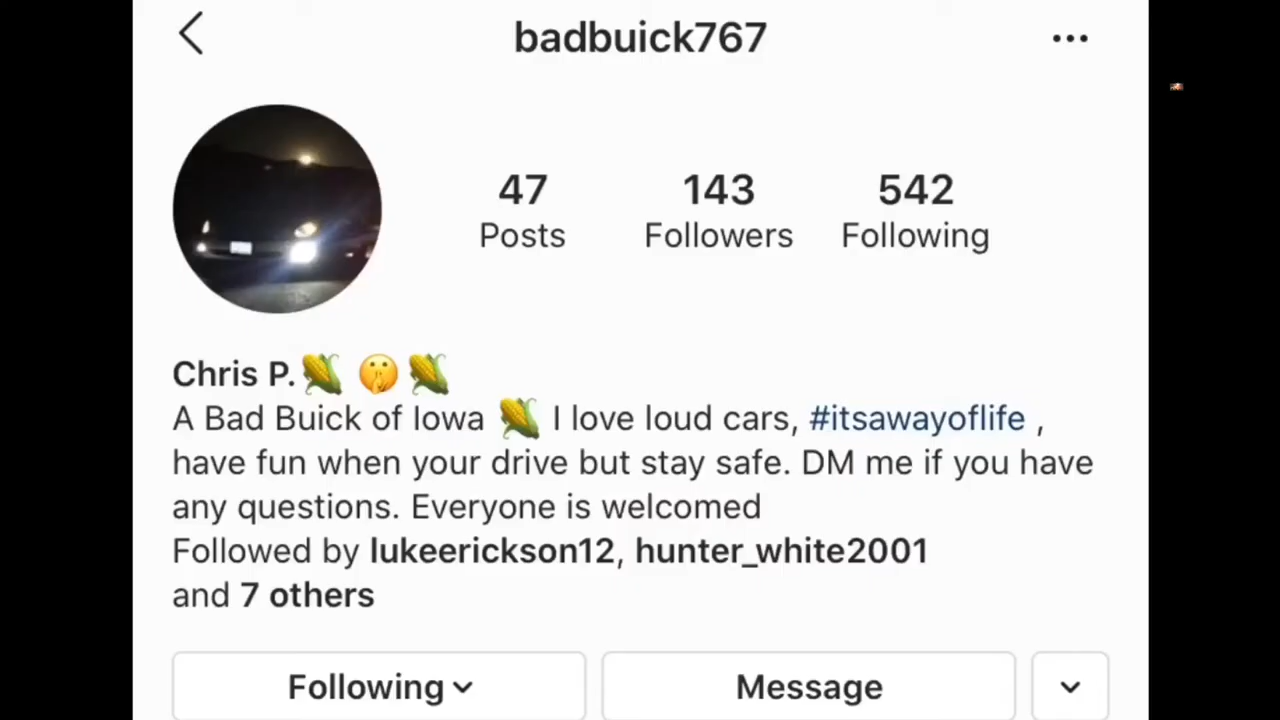 badbuick767
47 143 542
Posts Followers Following
Chris P.🌽 🤫 🌽
A Bad Buick of Iowa 🌽 I love loud cars, #itsawayoflife ,
have fun when your drive but stay safe. DM me if you have
any questions. Everyone is welcomed
Followed by lukeerickson12, hunter_white2001
and 7 others
Following Message